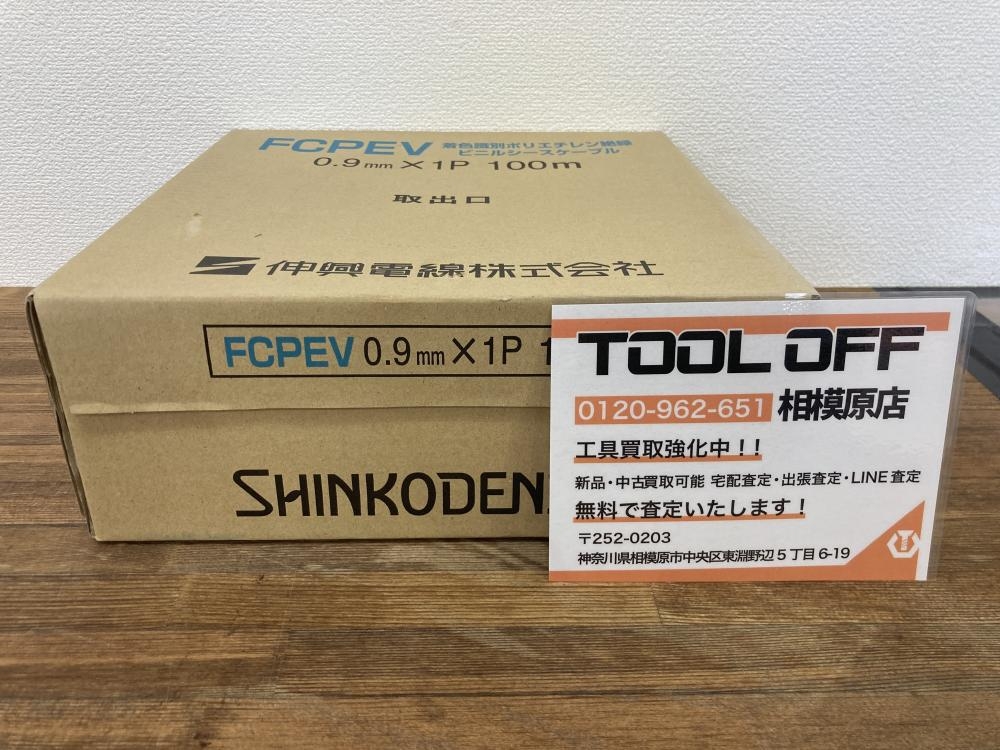 FCPEV 着色識別ポリエチレン絶縁
ビニルシースケーブル
0.9mm×1P 100m
取出口
伸興電線株式会社
FCPEV 0.9mm×1P 1
SHINKODEN
TOOL OFF
0120-962-651 相模原店
工具買取強化中！！
新品・中古買取可能 宅配査定・出張査定・LINE査定
無料で査定いたします！
〒252-0203
神奈川県相模原市中央区東淵野辺5丁目6-19